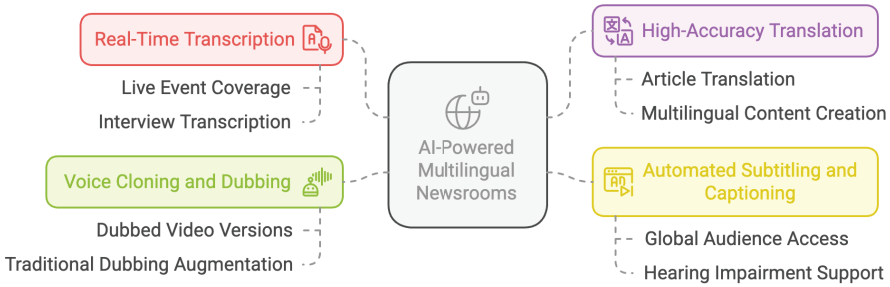 Real-Time Transcription
Live Event Coverage
Interview Transcription
Voice Cloning and Dubbing
Dubbed Video Versions
Traditional Dubbing Augmentation
AI-Powered
Multilingual
Newsrooms
High-Accuracy Translation
Article Translation
Multilingual Content Creation
Automated Subtitling and
Captioning
Global Audience Access
Hearing Impairment Support